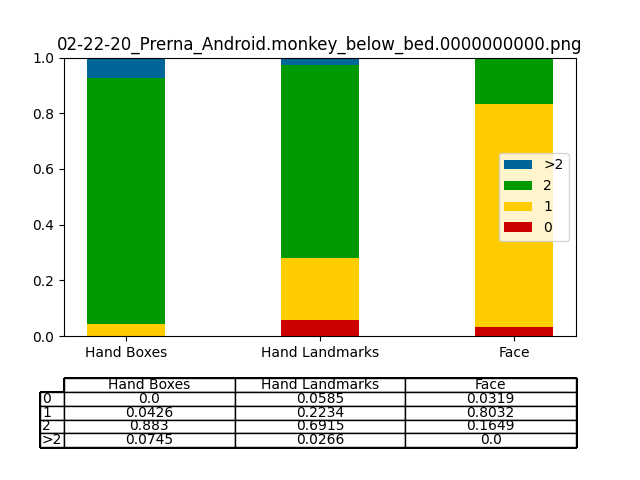 02-22-20_Prerna_Android.monkey_below_bed.0000000000.png
1.0
0.8
0.6
0.4
0.2
0.0
>2
2
1
0
Hand Boxes Hand Landmarks Face
Hand Boxes Hand Landmarks Face
0 0.0 0.0585 0.0319
1 0.0426 0.2234 0.8032
2 0.883 0.6915 0.1649
>2 0.0745 0.0266 0.0